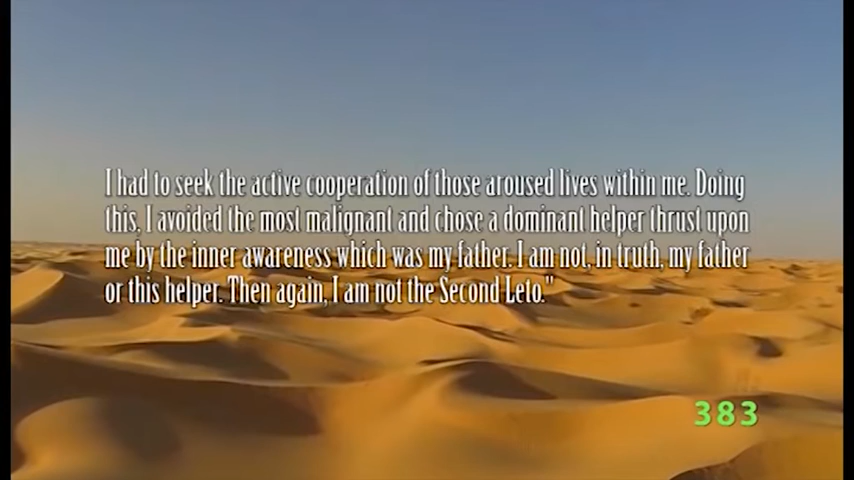 I had to seek the active cooperation of those aroused lives within me. Doing
this, I avoided the most malignant and chose a dominant helper thrust upon
me by the inner awareness which was my father. I am not, in truth, my father
or this helper. Then again, I am not the Second Leto."
383